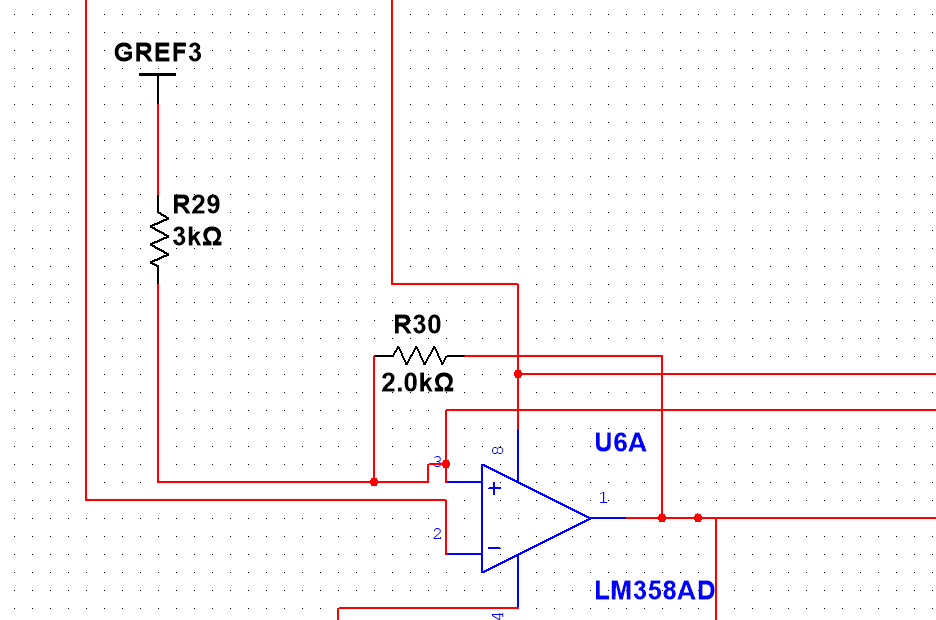 GREF3
R29
3kΩ
R30
2.0kΩ
U6A
8
3
+
1
2
−
LM358AD
4